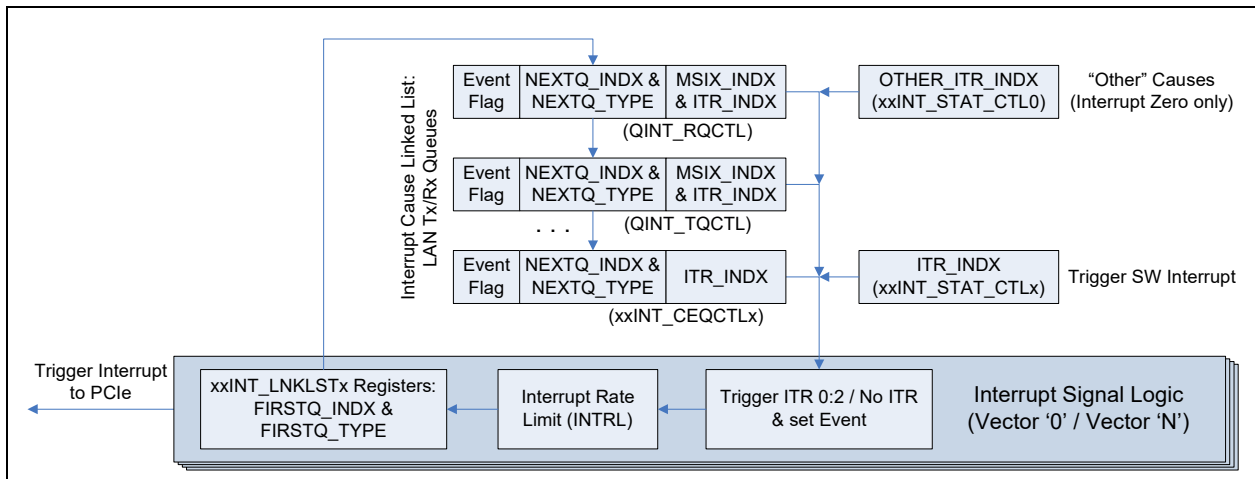 Interrupt Cause Linked List:
LAN Tx/Rx Queues
Event
Flag
NEXTQ_INDX &
NEXTQ_TYPE
MSIX_INDX
& ITR_INDX
(QINT_RQCTL)
OTHER_ITR_INDX
(xxINT_STAT_CTL0)
“Other” Causes
(Interrupt Zero only)
Event
Flag
NEXTQ_INDX &
NEXTQ_TYPE
MSIX_INDX
& ITR_INDX
(QINT_TQCTL)
. . .
Event
Flag
NEXTQ_INDX &
NEXTQ_TYPE
ITR_INDX
(xxINT_CEQCTLx)
ITR_INDX
(xxINT_STAT_CTLx)
Trigger SW Interrupt
Trigger Interrupt
to PCIe
xxINT_LNKLSTx Registers:
FIRSTQ_INDX &
FIRSTQ_TYPE
Interrupt Rate
Limit (INTRL)
Trigger ITR 0:2 / No ITR
& set Event
Interrupt Signal Logic
(Vector ‘0’ / Vector ‘N’)